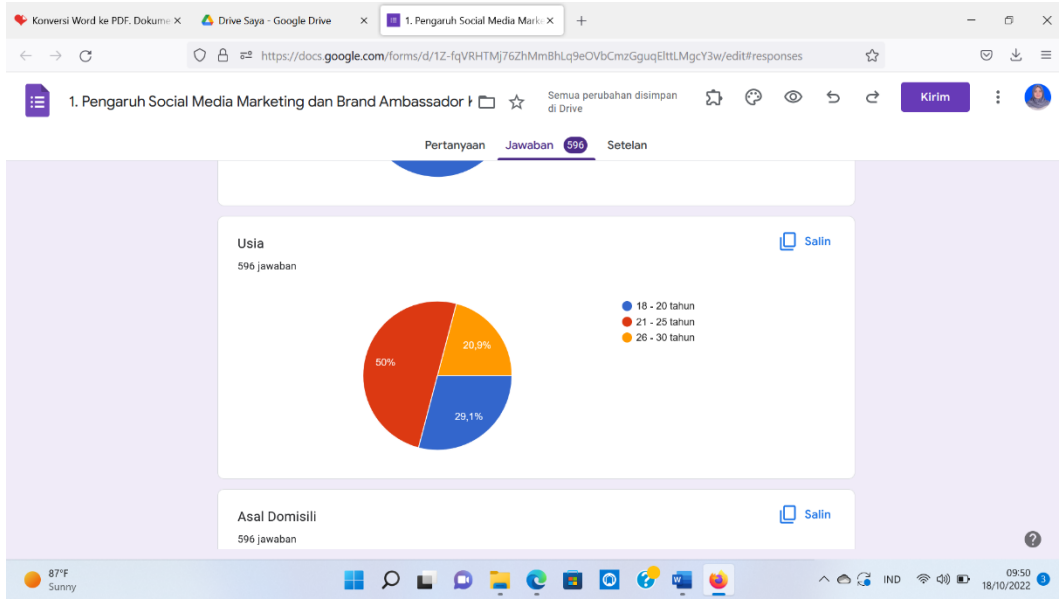 Konversi Word ke PDF. Dokume
Drive Saya - Google Drive
1. Pengaruh Social Media Marke
https://docs.google.com/forms/d/1Z-fqVRHTMj76ZhMmBhLq9eOVbCmzGguqElttLMgcY3w/edit#responses
1. Pengaruh Social Media Marketing dan Brand Ambassador
Semua perubahan disimpan
di Drive
Kirim
Pertanyaan Jawaban 596 Setelan
Usia
Salin
596 jawaban
18 - 20 tahun
21 - 25 tahun
26 - 30 tahun
20,9%
50%
29,1%
Asal Domisili
Salin
596 jawaban
87°F
Sunny
IND
09:50
18/10/2022
3